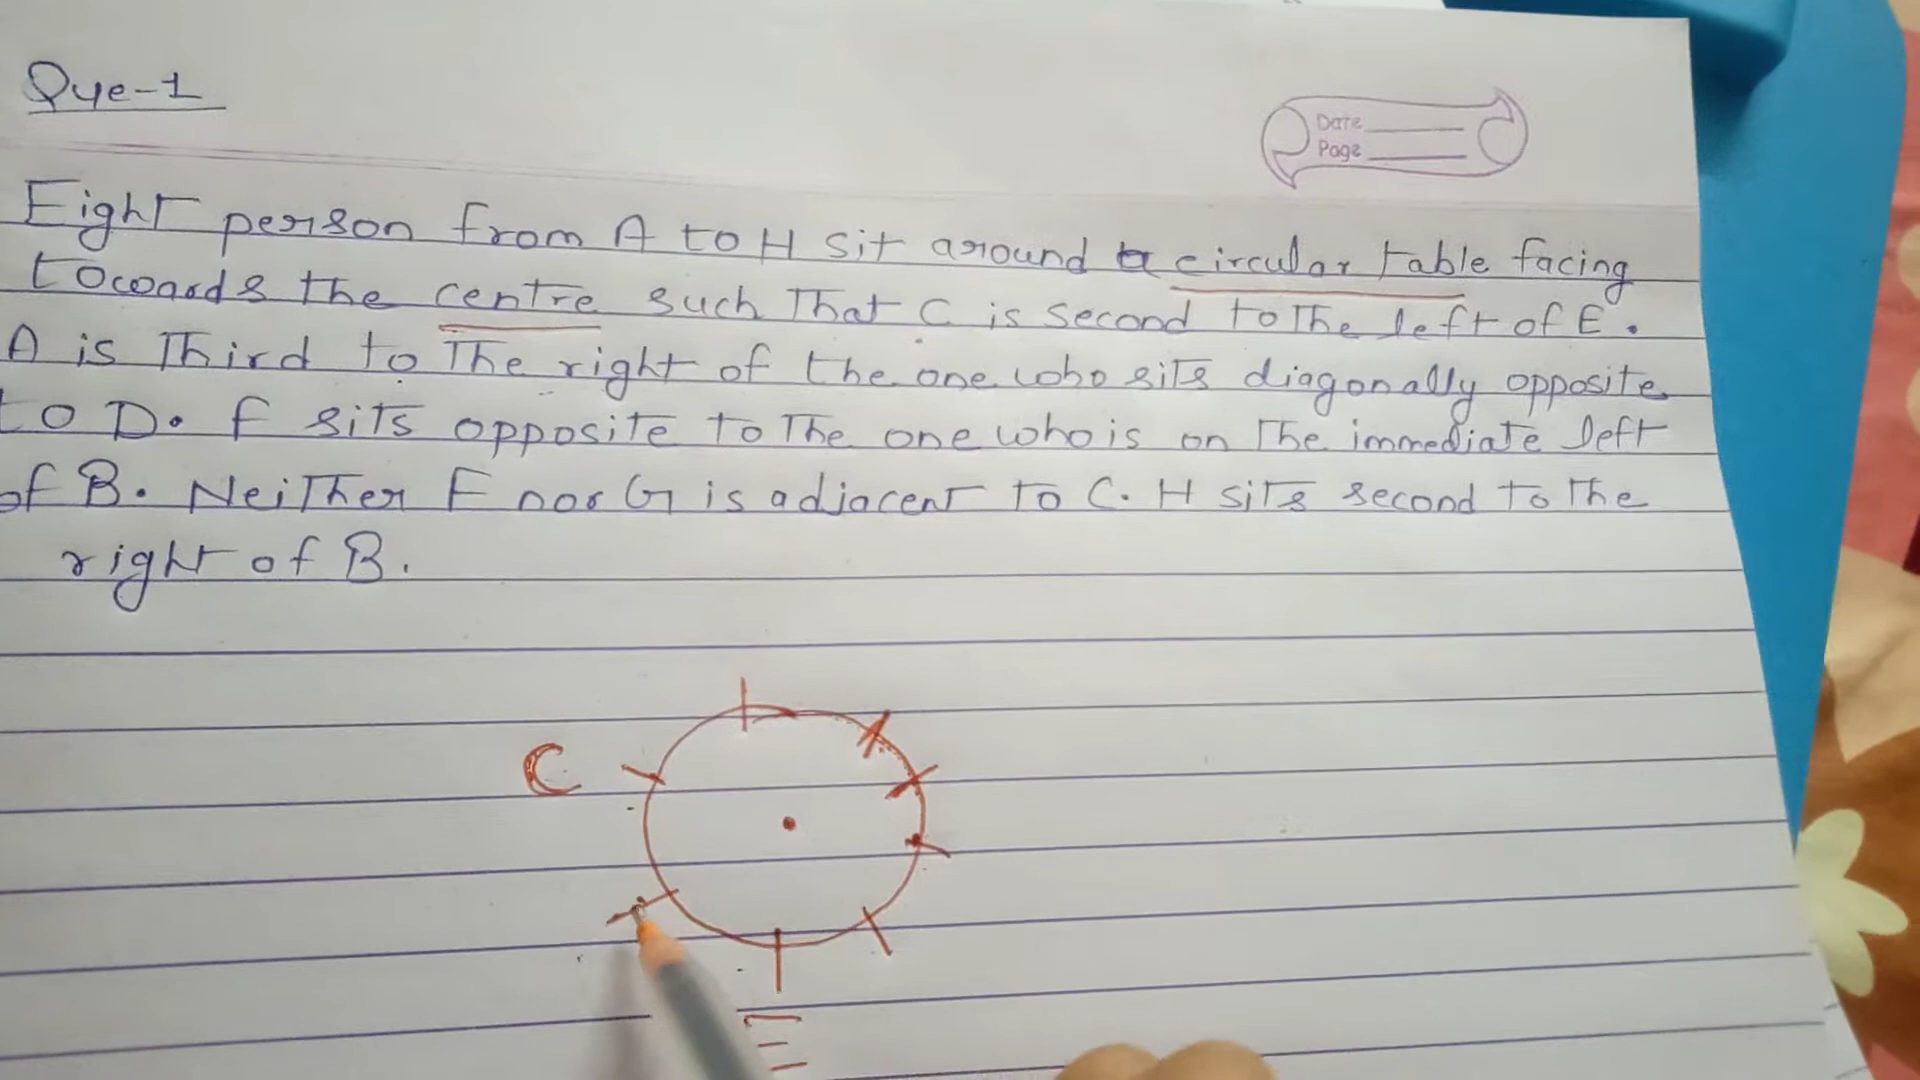 Que-1
Date
Page
Eight person from A to H sit around a circular table facing
towards the centre such that C is second to the left of E.
A is Third to The right of the one who sits diagonally opposite
to D. F sits opposite to The one who is on The immediate left
of B. Neither F nor G is adjacent to C. H sits second to The
right of B.
C
E